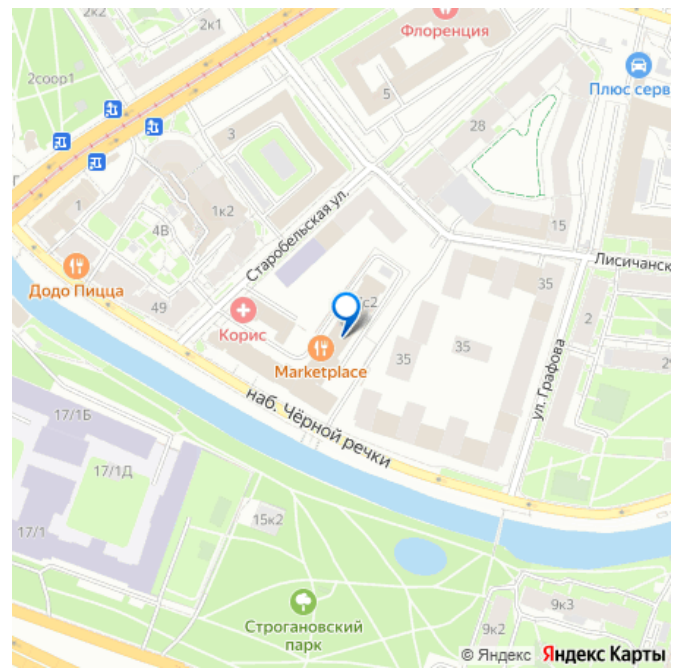 2к1
Флоренция
2сооp1
5
Плюс серв
28
3
1
1к2
4В
15
Старобельская ул.
Лисичанск
Додо Пицца
49
35
с2
Корис
2
Marketplace
35
35
ул. Графова
наб. Чёрной речки
17/1Б
17/1Д
17/1
15к2
Строгановский
парк
9к3
9к2
© Яндекс Яндекс Карты